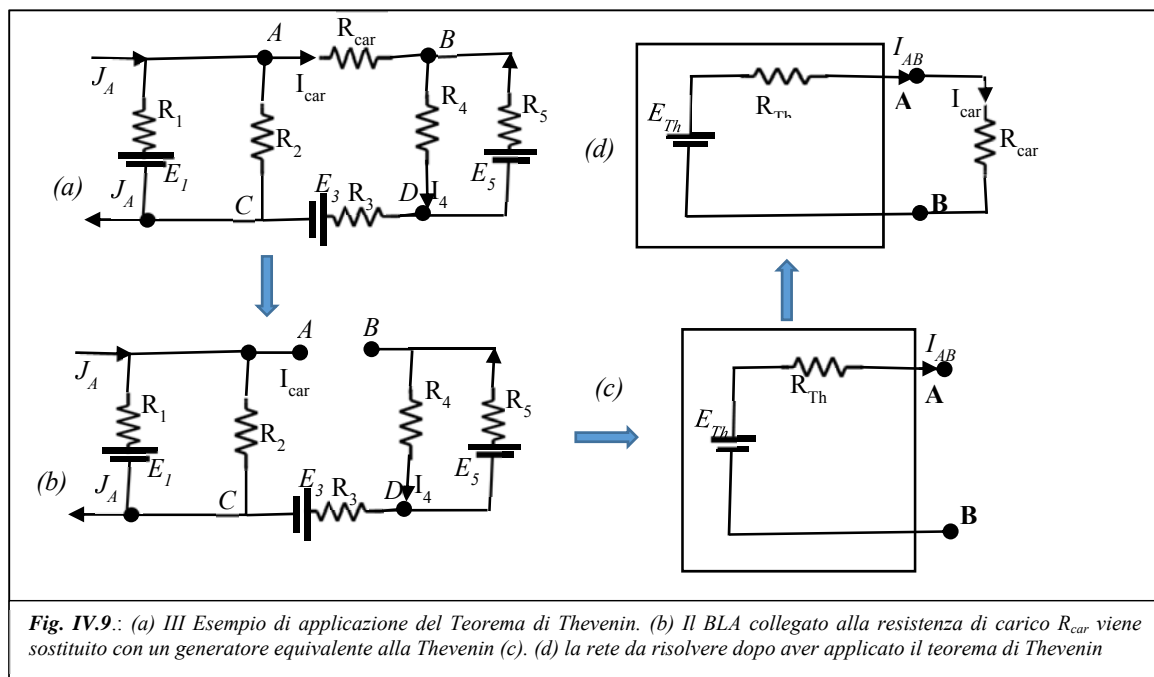 A
R_car
B
J_A
I_car
R_1
R_2
R_4
R_5
E_1
E_5
(a)
J_A
C
E_3
R_3
D
I_4
I_AB
R_Th
A
I_car
E_Th
R_car
(d)
B
A
B
J_A
I_car
R_1
R_2
R_4
R_5
(c)
E_1
E_5
(b)
J_A
C
E_3
R_3
D
I_4
I_AB
R_Th
A
E_Th
B
Fig. IV.9.: (a) III Esempio di applicazione del Teorema di Thevenin. (b) Il BLA collegato alla resistenza di carico R_car viene
sostituito con un generatore equivalente alla Thevenin (c). (d) la rete da risolvere dopo aver applicato il teorema di Thevenin